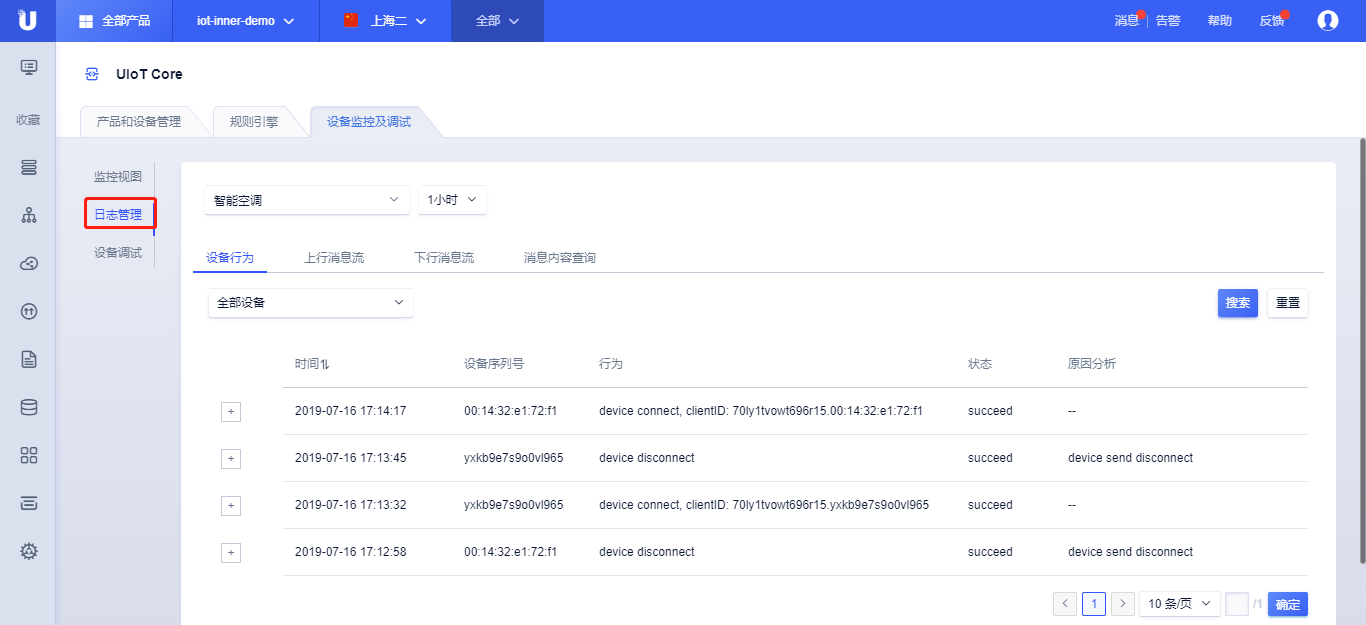 全部产品 iot-inner-demo 上海二 全部 消息 告警 帮助 反馈
UIoT Core
收藏
产品和设备管理 规则引擎 设备监控及调试
监控视图
日志管理
设备调试
智能空调 1小时
设备行为 上行消息流 下行消息流 消息内容查询
全部设备 搜索 重置
时间 设备序列号 行为 状态 原因分析
+ 2019-07-16 17:14:17 00:14:32:e1:72:f1 device connect, clientID: 70ly1tvowt696r15.00:14:32:e1:72:f1 succeed --
+ 2019-07-16 17:13:45 yxkb9e7s9o0vl965 device disconnect succeed device send disconnect
+ 2019-07-16 17:13:32 yxkb9e7s9o0vl965 device connect, clientID: 70ly1tvowt696r15.yxkb9e7s9o0vl965 succeed --
+ 2019-07-16 17:12:58 00:14:32:e1:72:f1 device disconnect succeed device send disconnect
1 10 条/页 /1 确定